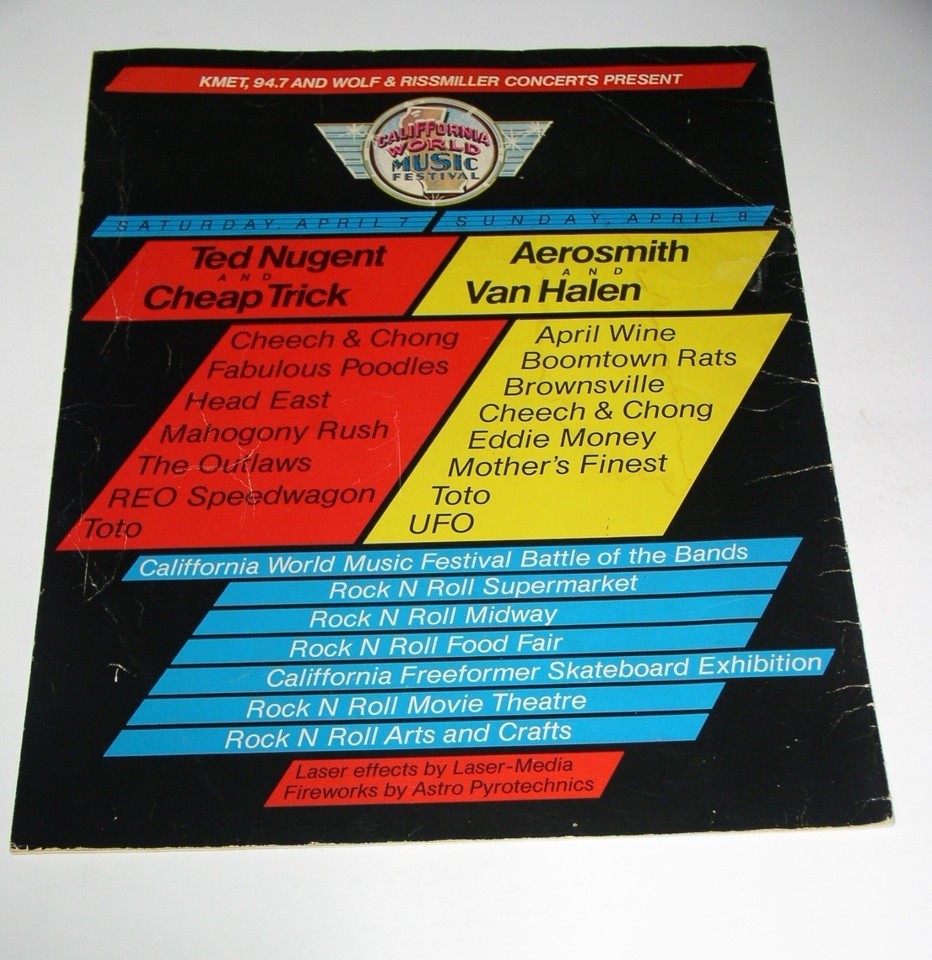 KMET, 94.7 AND WOLF & RISSMILLER CONCERTS PRESENT
CALIFFORNIA
WORLD
MUSIC
FESTIVAL
SATURDAY, APRIL 7
SUNDAY, APRIL 8
Ted Nugent
AND
Cheap Trick
Aerosmith
AND
Van Halen
Cheech & Chong
Fabulous Poodles
Head East
Mahogony Rush
The Outlaws
REO Speedwagon
Toto
April Wine
Boomtown Rats
Brownsville
Cheech & Chong
Eddie Money
Mother's Finest
Toto
UFO
Califfornia World Music Festival Battle of the Bands
Rock N Roll Supermarket
Rock N Roll Midway
Rock N Roll Food Fair
Califfornia Freeformer Skateboard Exhibition
Rock N Roll Movie Theatre
Rock N Roll Arts and Crafts
Laser effects by Laser-Media
Fireworks by Astro Pyrotechnics